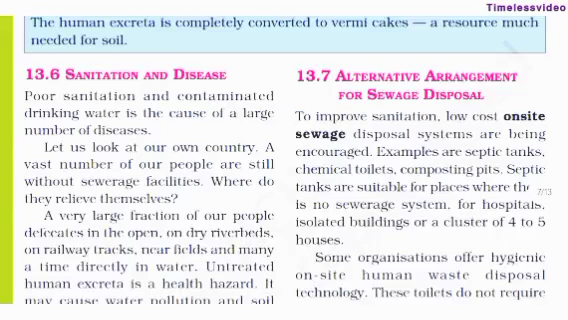 Timelessvideo
The human excreta is completely converted to vermi cakes — a resource much
needed for soil.
13.6 SANITATION AND DISEASE
Poor sanitation and contaminated
drinking water is the cause of a large
number of diseases.
Let us look at our own country. A
vast number of our people are still
without sewerage facilities. Where do
they relieve themselves?
A very large fraction of our people
defecates in the open, on dry riverbeds,
on railway tracks, near fields and many
a time directly in water. Untreated
human excreta is a health hazard. It
may cause water pollution and soil
13.7 ALTERNATIVE ARRANGEMENT
FOR SEWAGE DISPOSAL
To improve sanitation, low cost onsite
sewage disposal systems are being
encouraged. Examples are septic tanks,
chemical toilets, composting pits. Septic
tanks are suitable for places where the
is no sewerage system, for hospitals,
isolated buildings or a cluster of 4 to 5
houses.
Some organisations offer hygienic
on-site human waste disposal
technology. These toilets do not require
7/13